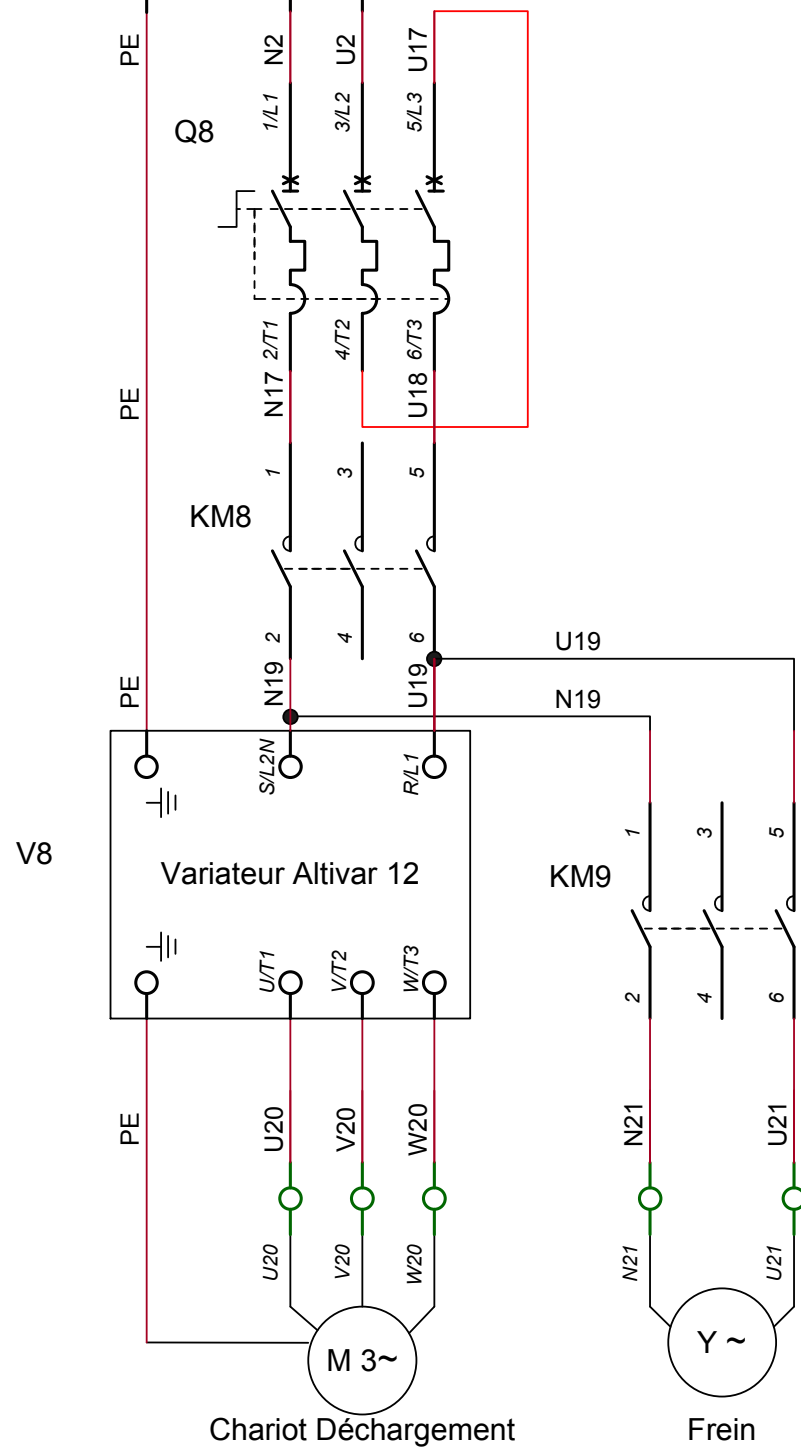 PE N2 U2 U17
1/L1 3/L2 5/L3
Q8
2/T1 4/T2 6/T3
PE N17 U18
1 3 5
KM8
2 4 6
U19
PE N19 U19
N19
S/L2N R/L1
V8
Variateur Altivar 12
1 3 5
KM9
U/T1 V/T2 W/T3
2 4 6
PE U20 V20 W20 N21 U21
U20 V20 W20 N21 U21
M 3~
Y ~
Chariot Déchargement
Frein